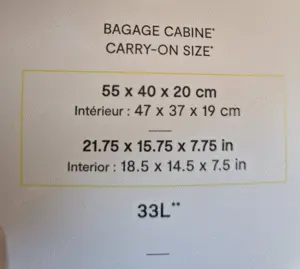 BAGAGE CABINE*
CARRY-ON SIZE*
55 x 40 x 20 cm
Intérieur : 47 x 37 x 19 cm
21.75 x 15.75 x 7.75 in
Interior : 18.5 x 14.5 x 7.5 in
33L**